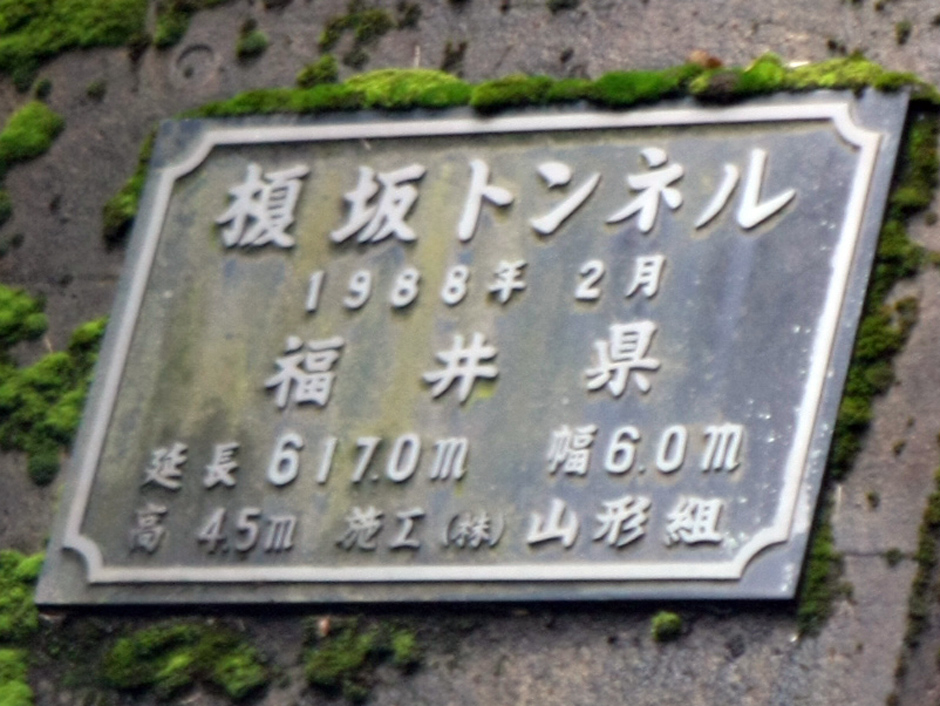 榎坂トンネル
1988年 2月
福井県
延長 617.0m 幅6.0m
高 4.5m 施工 (株) 山形組